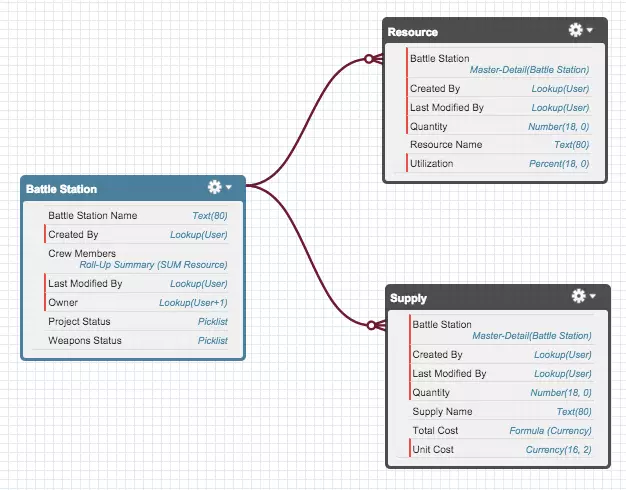 Resource
Battle Station
Master-Detail(Battle Station)
Created By Lookup(User)
Last Modified By Lookup(User)
Quantity Number(18, 0)
Resource Name Text(80)
Utilization Percent(18, 0)
Battle Station
Battle Station Name Text(80)
Created By Lookup(User)
Crew Members
Roll-Up Summary (SUM Resource)
Last Modified By Lookup(User)
Owner Lookup(User+1)
Project Status Picklist
Weapons Status Picklist
Supply
Battle Station
Master-Detail(Battle Station)
Created By Lookup(User)
Last Modified By Lookup(User)
Quantity Number(18, 0)
Supply Name Text(80)
Total Cost Formula (Currency)
Unit Cost Currency(16, 2)